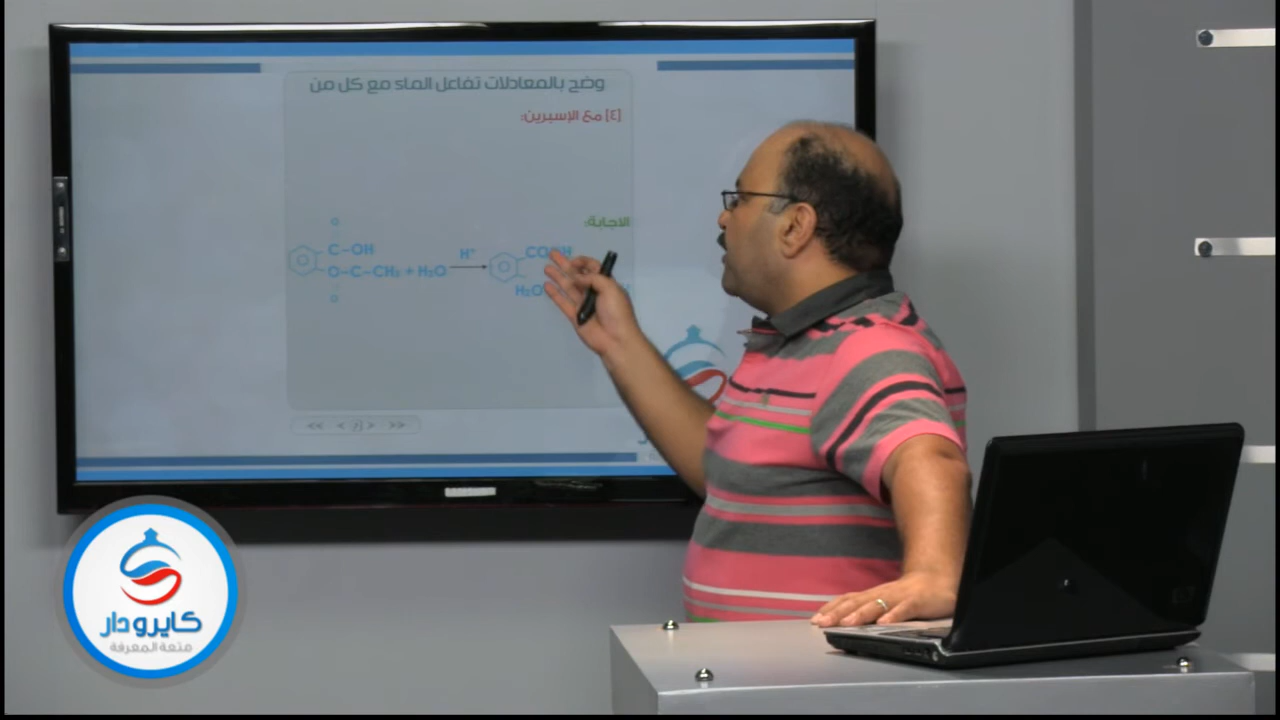 وضح بالمعادلات تفاعل الماء مع كل من
[٤] مع الإسبرين:
الاجابة:
O
C-OH
O-C-CH₃ + H₂O
O
H⁺
H₂O
<< < > >>
SAMSUNG
كايرو دار
متعة المعرفة